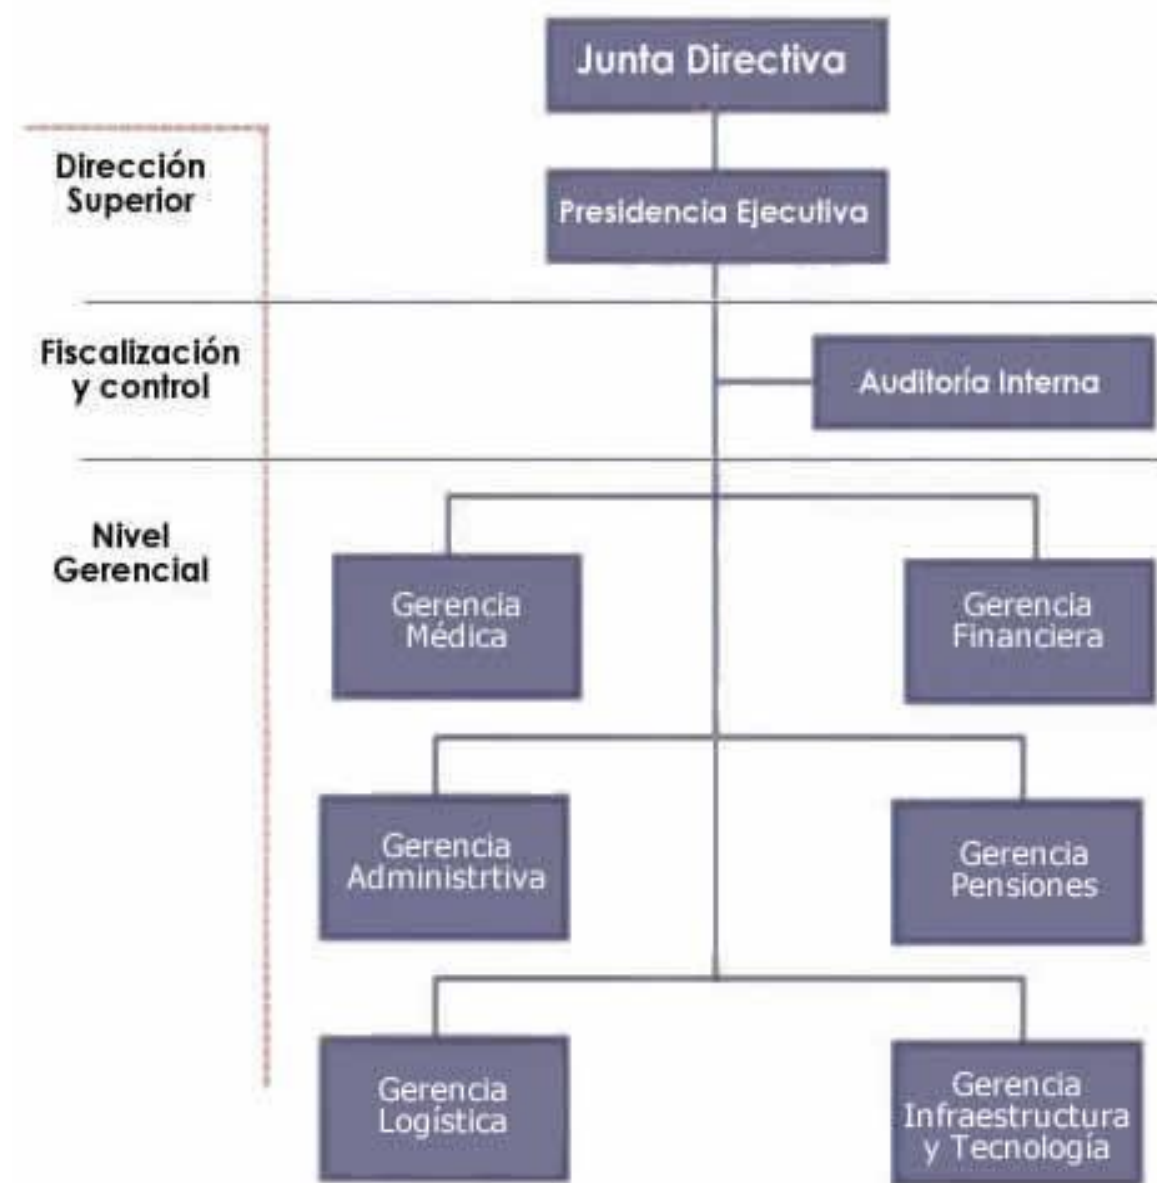 Junta Directiva
Dirección
Superior
Presidencia Ejecutiva
Fiscalización
y control
Auditoría Interna
Nivel
Gerencial
Gerencia
Médica
Gerencia
Financiera
Gerencia
Administrtiva
Gerencia
Pensiones
Gerencia
Logística
Gerencia
Infraestructura
y Tecnología